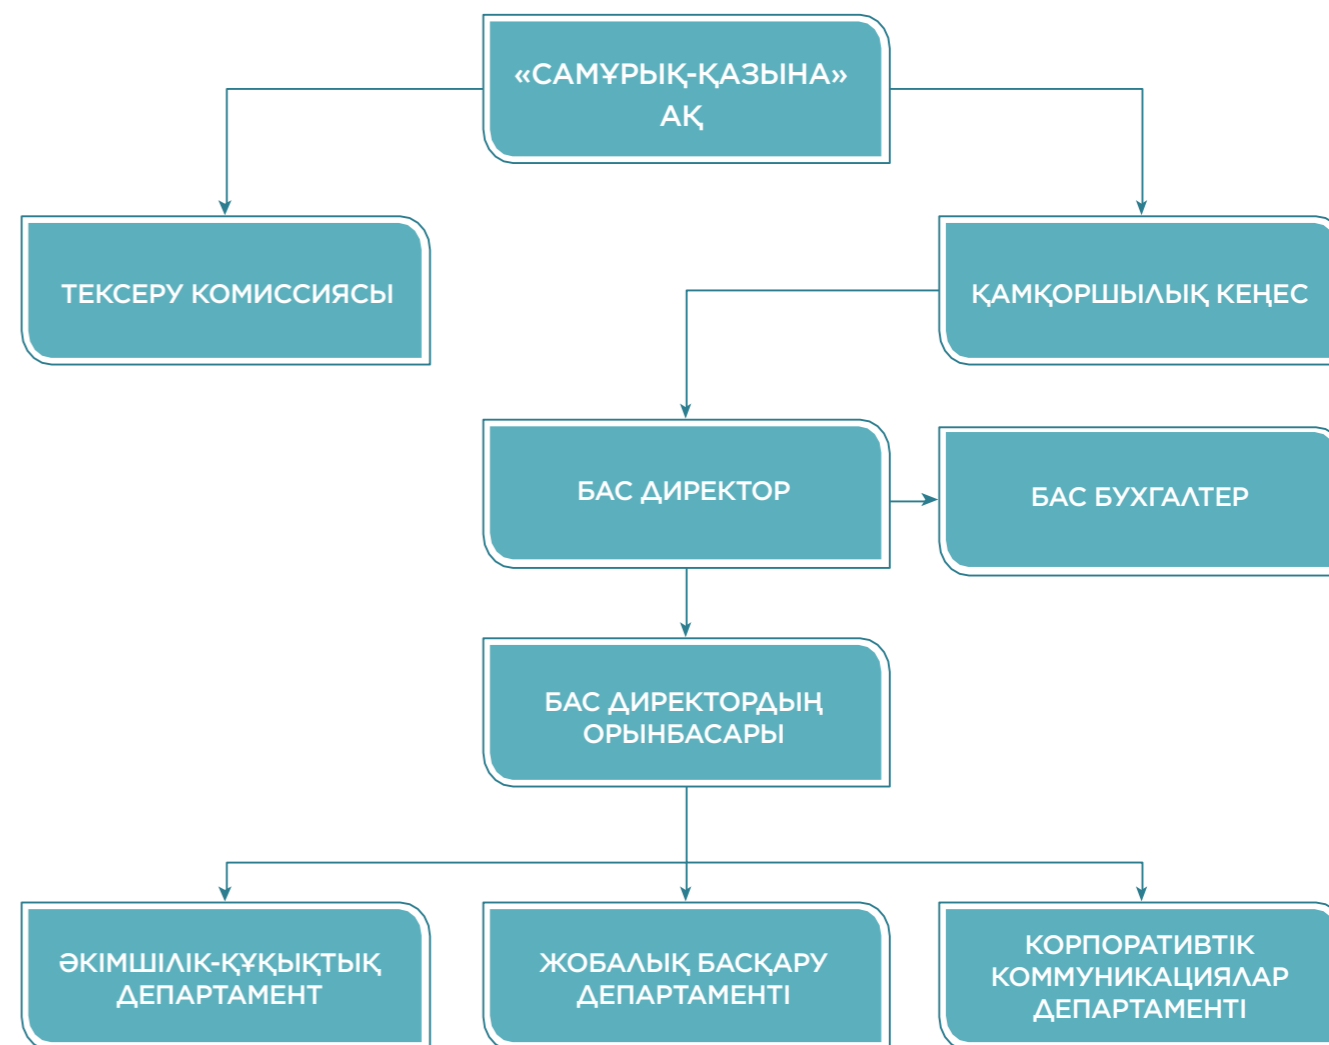 «САМҰРЫҚ-ҚАЗЫНА»
АҚ
ТЕКСЕРУ КОМИССИЯСЫ
ҚАМҚОРШЫЛЫҚ КЕҢЕС
БАС ДИРЕКТОР
БАС БУХГАЛТЕР
БАС ДИРЕКТОРДЫҢ
ОРЫНБАСАРЫ
ӘКІМШІЛІК-ҚҰҚЫҚТЫҚ
ДЕПАРТАМЕНТ
ЖОБАЛЫҚ БАСҚАРУ
ДЕПАРТАМЕНТІ
КОРПОРАТИВТІК
КОММУНИКАЦИЯЛАР
ДЕПАРТАМЕНТІ